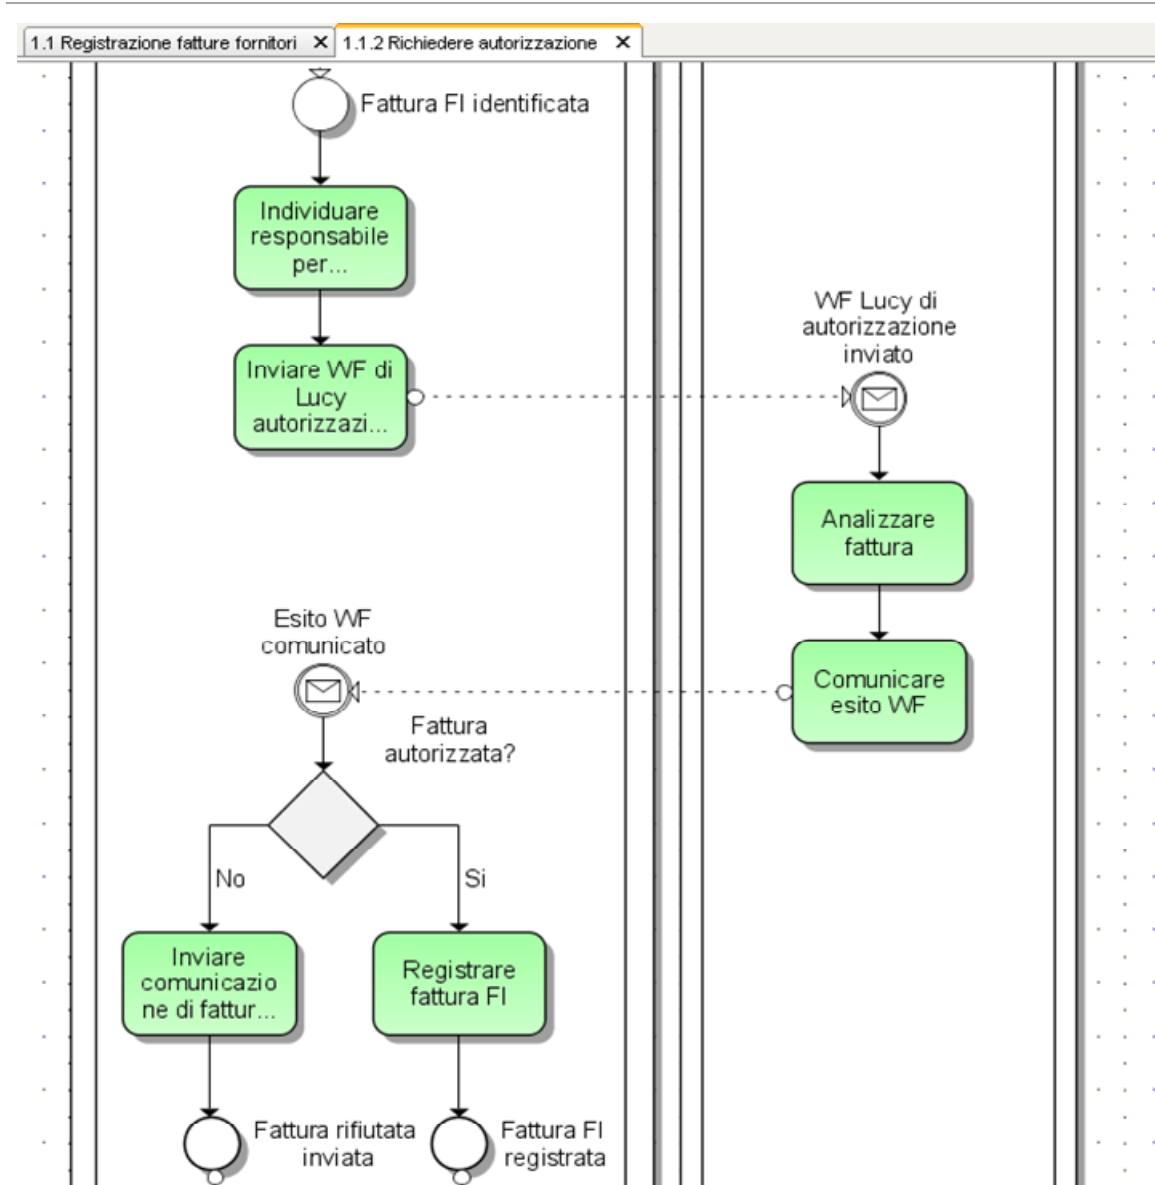 1.1 Registrazione fatture fornitori X 1.1.2 Richiedere autorizzazione X
Fattura FI identificata
Individuare
responsabile
per...
Inviare WF di
Lucy
autorizzazi...
WF Lucy di
autorizzazione
inviato
Analizzare
fattura
Comunicare
esito WF
Esito WF
comunicato
Fattura
autorizzata?
No
Si
Inviare
comunicazio
ne di fattur...
Registrare
fattura FI
Fattura rifiutata
inviata
Fattura FI
registrata